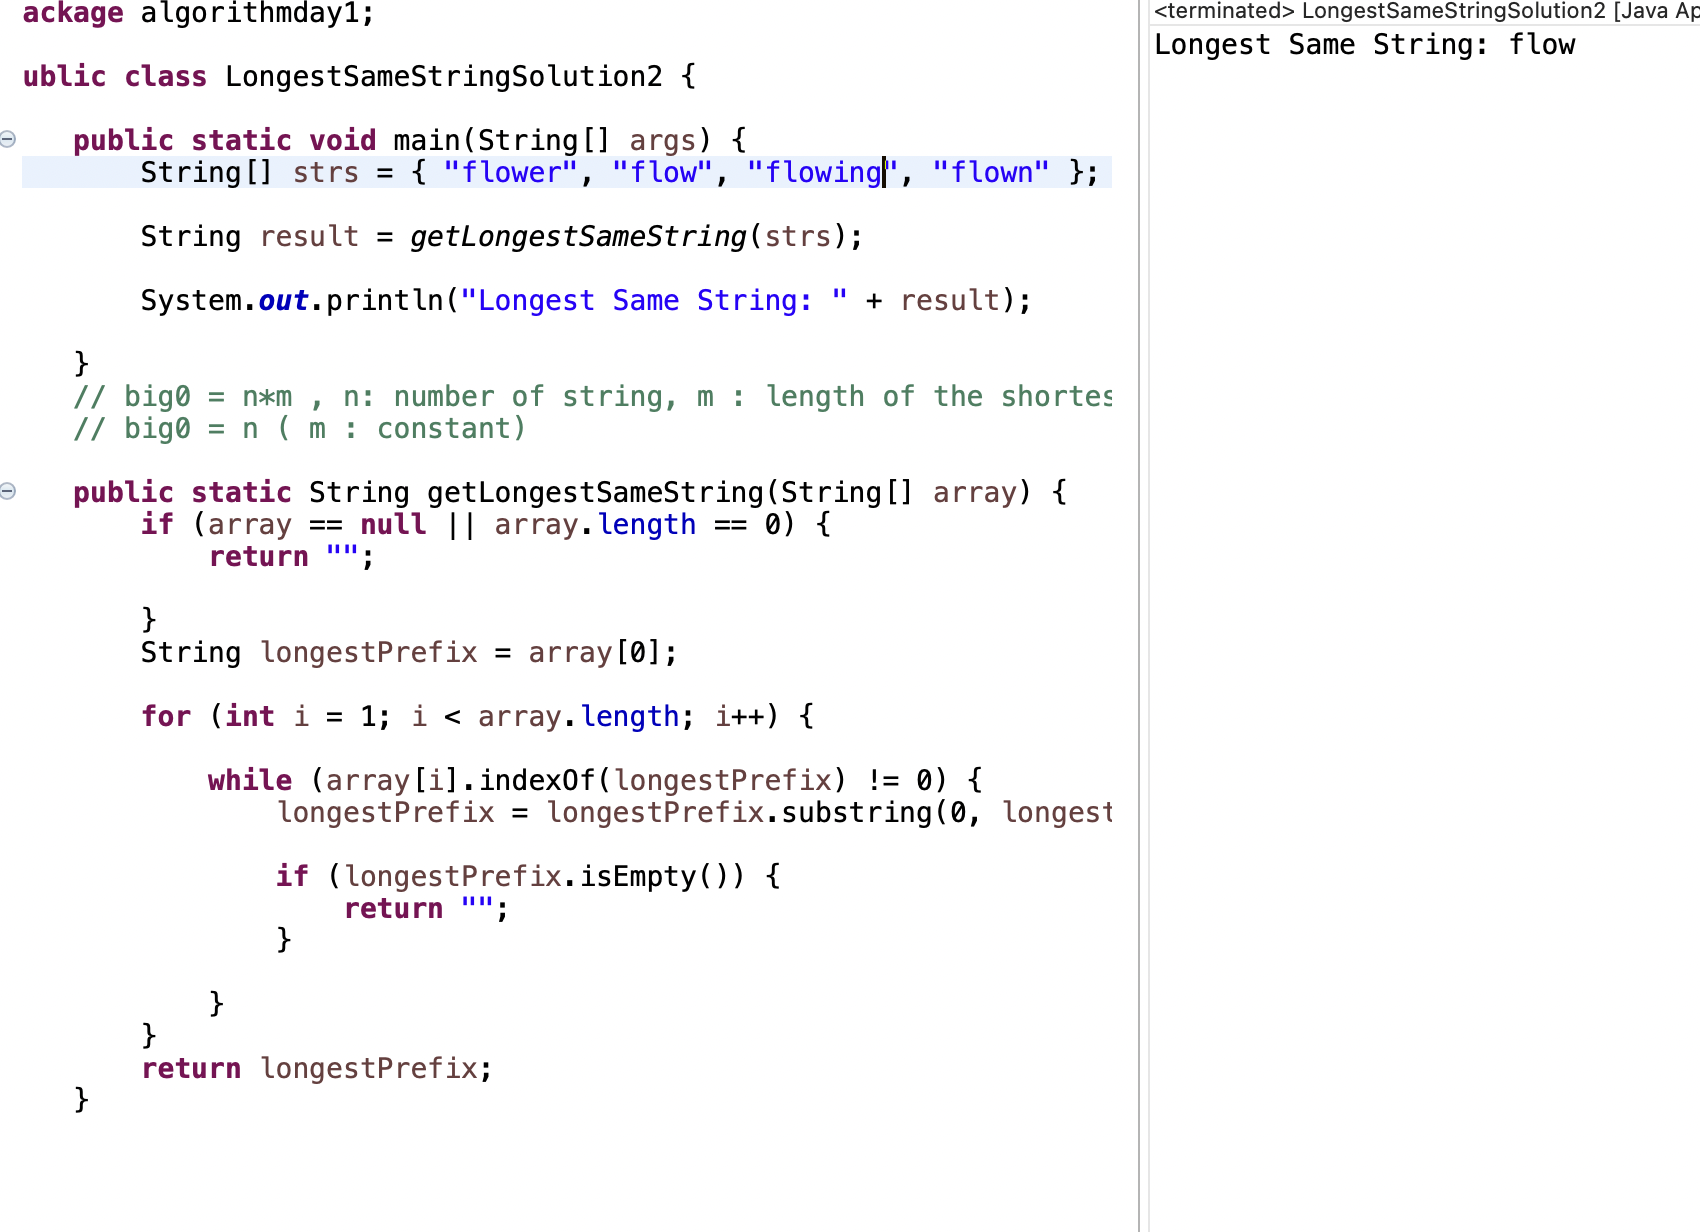 ackage algorithmday1;
ublic class LongestSameStringSolution2 {
public static void main(String[] args) {
String[] strs = { "flower", "flow", "flowing", "flown" };
String result = getLongestSameString(strs);
System.out.println("Longest Same String: " + result);
}
// big0 = n*m , n: number of string, m : length of the shortes
// big0 = n ( m : constant)
public static String getLongestSameString(String[] array) {
if (array == null || array.length == 0) {
return "";
}
String longestPrefix = array[0];
for (int i = 1; i < array.length; i++) {
while (array[i].indexOf(longestPrefix) != 0) {
longestPrefix = longestPrefix.substring(0, longest
if (longestPrefix.isEmpty()) {
return "";
}
}
}
return longestPrefix;
}
<terminated> LongestSameStringSolution2 [Java Ap
Longest Same String: flow